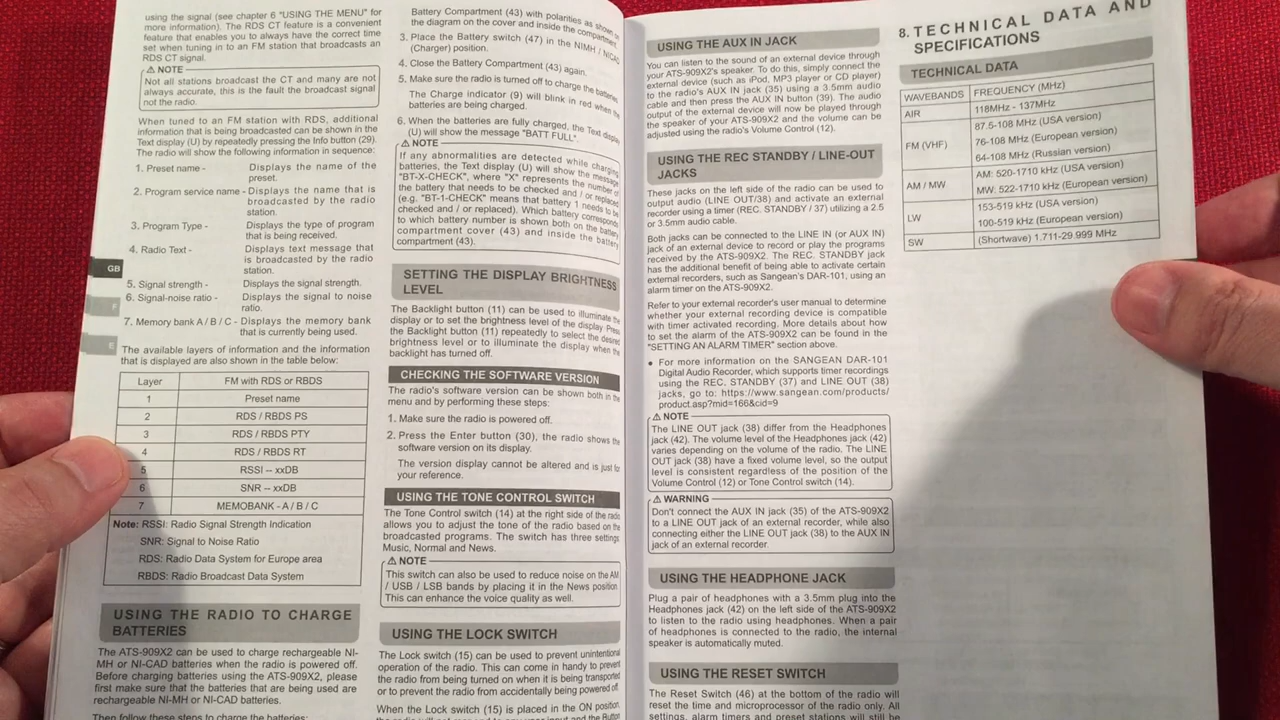 using the signal (see chapter 6 "USING THE MENU" for
more information). The RDS CT feature is a convenient
feature that enables you to always have the correct time
set when tuning in to an FM station that broadcasts an
RDS CT signal.
⚠ NOTE
Not all stations broadcast the CT and many are not
always accurate, this is the fault the broadcast signal
not the radio.
When tuned to an FM station with RDS, additional
information that is being broadcasted can be shown in the
Text display (U) by repeatedly pressing the Info button (29).
The radio will show the following information in sequence:
1. Preset name - Displays the name of the
preset.
2. Program service name - Displays the name that is
broadcasted by the radio
station.
3. Program Type - Displays the type of program
that is being received.
4. Radio Text - Displays text message that
is broadcasted by the radio
station.
5. Signal strength - Displays the signal strength.
6. Signal-noise ratio - Displays the signal to noise
ratio.
7. Memory bank A / B / C - Displays the memory bank
that is currently being used.
The available layers of information and the information
that is displayed are also shown in the table below:
Layer FM with RDS or RBDS
1 Preset name
2 RDS / RBDS PS
3 RDS / RBDS PTY
4 RDS / RBDS RT
5 RSSI -- xxDB
6 SNR -- xxDB
7 MEMOBANK - A / B / C
Note: RSSI: Radio Signal Strength Indication
SNR: Signal to Noise Ratio
RDS: Radio Data System for Europe area
RBDS: Radio Broadcast Data System
USING THE RADIO TO CHARGE
BATTERIES
The ATS-909X2 can be used to charge rechargeable NI-
MH or NI-CAD batteries when the radio is powered off.
Before charging batteries using the ATS-909X2, please
first make sure that the batteries that are being used are
rechargeable NI-MH or NI-CAD batteries.
Then follow these steps to charge the batteries:
GB
F
E
Battery Compartment (43) with polarities as shown on
the diagram on the cover and inside the compartment.
3. Place the Battery switch (47) in the NIMH / NICAD
(Charger) position.
4. Close the Battery Compartment (43) again.
5. Make sure the radio is turned off to charge the batteries.
The Charge indicator (9) will blink in red when the
batteries are being charged.
6. When the batteries are fully charged, the Text display
(U) will show the message "BATT FULL".
⚠ NOTE
If any abnormalities are detected while charging
batteries, the Text display (U) will show the message
"BT-X-CHECK", where "X" represents the number of
the battery that needs to be checked and / or replaced
(e.g. "BT-1-CHECK" means that battery 1 needs to be
checked and / or replaced). Which battery corresponds
to which battery number is shown both on the battery
compartment cover (43) and inside the battery
compartment (43).
SETTING THE DISPLAY BRIGHTNESS
LEVEL
The Backlight button (11) can be used to illuminate the
display or to set the brightness level of the display. Press
the Backlight button (11) repeatedly to select the desired
brightness level or to illuminate the display when the
backlight has turned off.
CHECKING THE SOFTWARE VERSION
The radio's software version can be shown both in the
menu and by performing these steps:
1. Make sure the radio is powered off.
2. Press the Enter button (30), the radio shows the
software version on its display.
The version display cannot be altered and is just for
your reference.
USING THE TONE CONTROL SWITCH
The Tone Control switch (14) at the right side of the radio
allows you to adjust the tone of the radio based on the
broadcasted programs. The switch has three settings
Music, Normal and News.
⚠ NOTE
This switch can also be used to reduce noise on the AM
/ USB / LSB bands by placing it in the News position.
This can enhance the voice quality as well.
USING THE LOCK SWITCH
The Lock switch (15) can be used to prevent unintentional
operation of the radio. This can come in handy to prevent
the radio from being turned on when it is being transported
or to prevent the radio from accidentally being powered off.
When the Lock switch (15) is placed in the ON position,
USING THE AUX IN JACK
You can listen to the sound of an external device through
your ATS-909X2's speaker. To do this, simply connect the
external device (such as iPod, MP3 player or CD player)
to the radio's AUX IN jack (35) using a 3.5mm audio
cable and then press the AUX IN button (39). The audio
output of the external device will now be played through
the speaker of your ATS-909X2 and the volume can be
adjusted using the radio's Volume Control (12).
USING THE REC STANDBY / LINE-OUT
JACKS
These jacks on the left side of the radio can be used to
output audio (LINE OUT/38) and activate an external
recorder using a timer (REC. STANDBY / 37) utilizing a 2.5
or 3.5mm audio cable.
Both jacks can be connected to the LINE IN (or AUX IN)
jack of an external device to record or play the programs
received by the ATS-909X2. The REC. STANDBY jack
has the additional benefit of being able to activate certain
external recorders, such as Sangean's DAR-101, using an
alarm timer on the ATS-909X2.
Refer to your external recorder's user manual to determine
whether your external recording device is compatible
with timer activated recording. More details about how
to set the alarm of the ATS-909X2 can be found in the
"SETTING AN ALARM TIMER" section above.
• For more information on the SANGEAN DAR-101
Digital Audio Recorder, which supports timer recordings
using the REC. STANDBY (37) and LINE OUT (38)
jacks, go to: https://www.sangean.com/products/
product.asp?mid=166&cid=9
⚠ NOTE
The LINE OUT jack (38) differ from the Headphones
jack (42). The volume level of the Headphones jack (42)
varies depending on the volume of the radio. The LINE
OUT jack (38) have a fixed volume level, so the output
level is consistent regardless of the position of the
Volume Control (12) or Tone Control switch (14).
⚠ WARNING
Don't connect the AUX IN jack (35) of the ATS-909X2
to a LINE OUT jack of an external recorder, while also
connecting either the LINE OUT jack (38) to the AUX IN
jack of an external recorder.
USING THE HEADPHONE JACK
Plug a pair of headphones with a 3.5mm plug into the
Headphones jack (42) on the left side of the ATS-909X2
to listen to the radio using headphones. When a pair
of headphones is connected to the radio, the internal
speaker is automatically muted.
USING THE RESET SWITCH
The Reset Switch (46) at the bottom of the radio will
reset the time and microprocessor of the radio only. All
settings, alarm timers and preset stations will still be
8. TECHNICAL DATA AND
SPECIFICATIONS
TECHNICAL DATA
WAVEBANDS FREQUENCY (MHz)
AIR 118MHz - 137MHz
FM (VHF) 87.5-108 MHz (USA version)
76-108 MHz (European version)
64-108 MHz (Russian version)
AM / MW AM: 520-1710 kHz (USA version)
MW: 522-1710 kHz (European version)
LW 153-519 kHz (USA version)
100-519 kHz (European version)
SW (Shortwave) 1.711-29.999 MHz